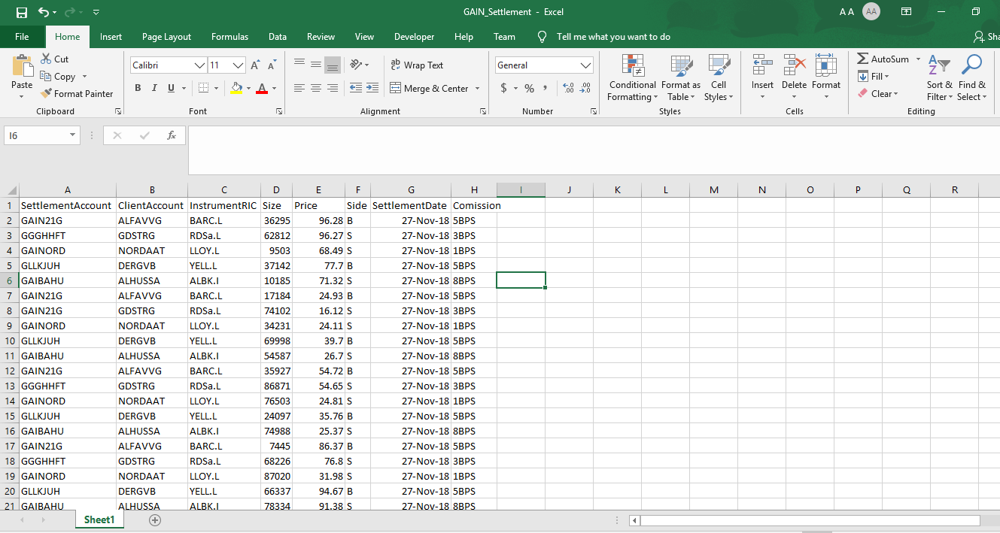 GAIN_Settlement - Excel
A A AA
File Home Insert Page Layout Formulas Data Review View Developer Help Team Tell me what you want to do Sha
Paste Cut Copy Format Painter
Clipboard
Calibri 11 A A
B I U A
Font
ab Wrap Text
Merge & Center
Alignment
General
$ % , .00 .0 .00 .0
Number
Conditional Formatting Format as Table Cell Styles
Styles
Insert Delete Format
Cells
AutoSum Fill Clear Sort & Filter Find & Select
Editing
I6 fx
A B C D E F G H I J K L M N O P Q R
1 SettlementAccount ClientAccount InstrumentRIC Size Price Side SettlementDate Comission
2 GAIN21G ALFAVVG BARC.L 36295 96.28 B 27-Nov-18 5BPS
3 GGGHHFT GDSTRG RDSa.L 62812 96.27 S 27-Nov-18 3BPS
4 GAINORD NORDAAT LLOY.L 9503 68.49 S 27-Nov-18 1BPS
5 GLLKJUH DERGVB YELL.L 37142 77.7 B 27-Nov-18 5BPS
6 GAIBAHU ALHUSSA ALBK.I 10185 71.32 S 27-Nov-18 8BPS
7 GAIN21G ALFAVVG BARC.L 17184 24.93 B 27-Nov-18 5BPS
8 GAIN21G GDSTRG RDSa.L 74102 16.12 S 27-Nov-18 3BPS
9 GAINORD NORDAAT LLOY.L 34231 24.11 S 27-Nov-18 1BPS
10 GLLKJUH DERGVB YELL.L 69998 39.7 B 27-Nov-18 5BPS
11 GAIBAHU ALHUSSA ALBK.I 54587 26.7 S 27-Nov-18 8BPS
12 GAIN21G ALFAVVG BARC.L 35927 54.72 B 27-Nov-18 5BPS
13 GGGHHFT GDSTRG RDSa.L 86871 54.65 S 27-Nov-18 3BPS
14 GAINORD NORDAAT LLOY.L 76503 24.81 S 27-Nov-18 1BPS
15 GLLKJUH DERGVB YELL.L 24097 35.76 B 27-Nov-18 5BPS
16 GAIBAHU ALHUSSA ALBK.I 74988 25.37 S 27-Nov-18 8BPS
17 GAIN21G ALFAVVG BARC.L 7445 86.37 B 27-Nov-18 5BPS
18 GGGHHFT GDSTRG RDSa.L 68226 76.8 S 27-Nov-18 3BPS
19 GAINORD NORDAAT LLOY.L 87020 31.98 S 27-Nov-18 1BPS
20 GLLKJUH DERGVB YELL.L 66337 94.67 B 27-Nov-18 5BPS
21 GAIBAHU ALHUSSA ALBK.I 78334 91.38 S 27-Nov-18 8BPS
Sheet1